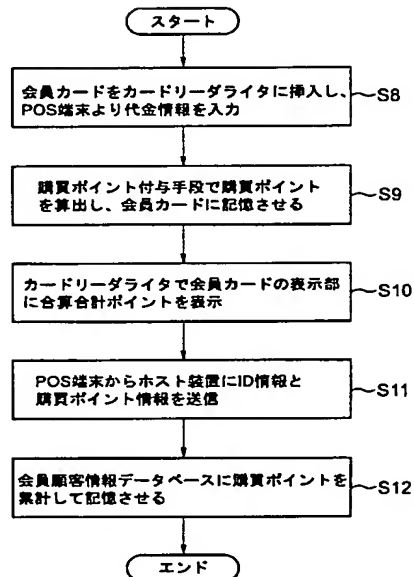 スタート
会員カードをカードリーダライタに挿入し、
POS端末より代金情報を入力
S8
購買ポイント付与手段で購買ポイント
を算出し、会員カードに記憶させる
S9
カードリーダライタで会員カードの表示部
に合算合計ポイントを表示
S10
POS端末からホスト装置にID情報と
購買ポイント情報を送信
S11
会員顧客情報データベースに購買ポイントを
累計して記憶させる
S12
エンド